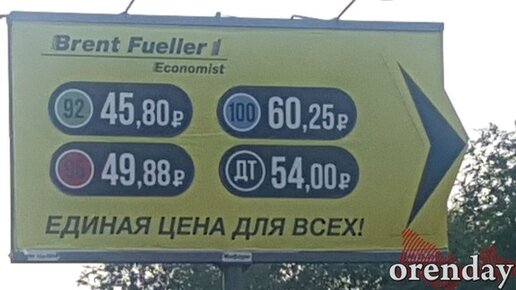 Brent Fueller
Economist
92 45,80₽ 100 60,25₽
95 49,88₽ ДТ 54,00₽
ЕДИНАЯ ЦЕНА ДЛЯ ВСЕХ!
orenday